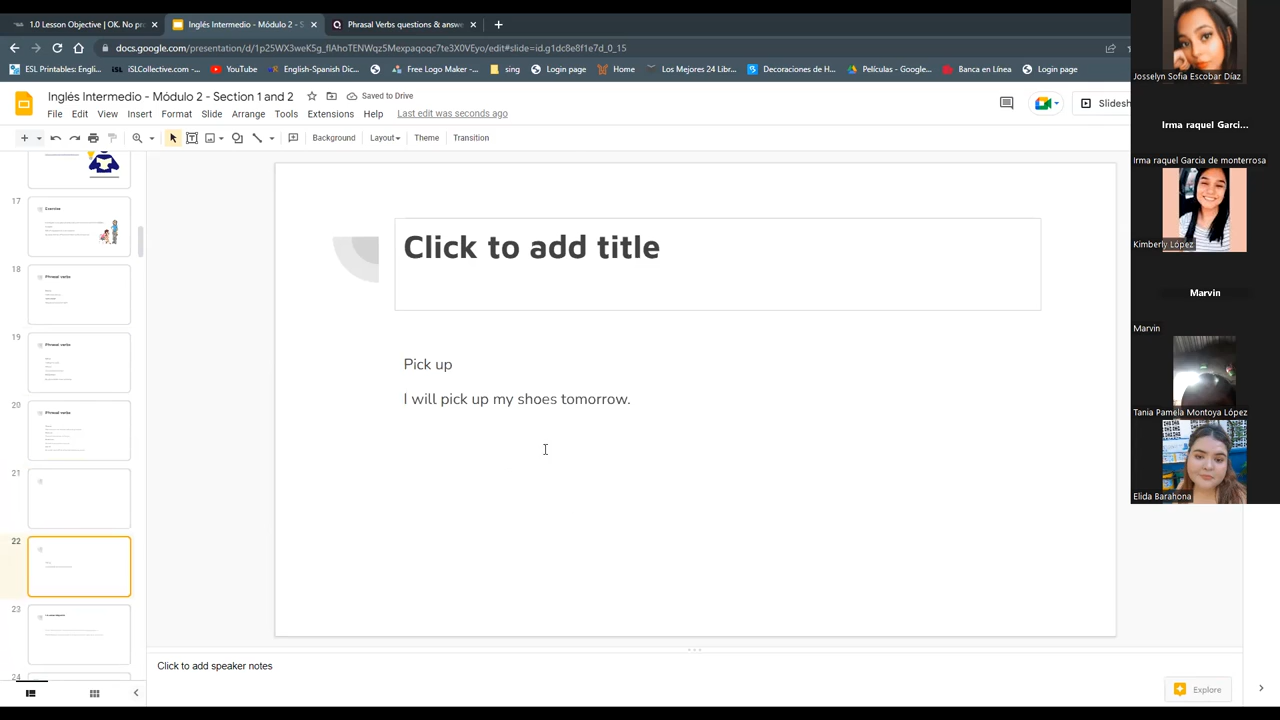 1.0 Lesson Objective | OK. No pr
Inglés Intermedio - Módulo 2 - S
Phrasal Verbs questions & answe
docs.google.com/presentation/d/1p25WX3weK5g_flAhoTENWqz5Mexpaqoqc7te3X0VEyo/edit#slide=id.g1dc8e8f1e7d_0_15
ESL Printables: Engli...
iSLCollective.com -...
YouTube
English-Spanish Dic...
Login page
Free Logo Maker -...
sing
Home
Los Mejores 24 Libr...
Decoraciones de H...
Películas - Google...
Banca en Línea
Login page
Inglés Intermedio - Módulo 2 - Section 1 and 2
Saved to Drive
File Edit View Insert Format Slide Arrange Tools Extensions Help
Last edit was seconds ago
Slidesh
Background Layout Theme Transition
17
Exercise
18
Phrasal verbs
19
Phrasal verbs
20
Phrasal verbs
21
22
23
24
Click to add title
Pick up
I will pick up my shoes tomorrow.
Click to add speaker notes
Explore
Josselyn Sofia Escobar Díaz
Irma raquel Garci...
Irma raquel Garcia de monterrosa
Kimberly López
Marvin
Marvin
Tania Pamela Montoya López
Elida Barahona